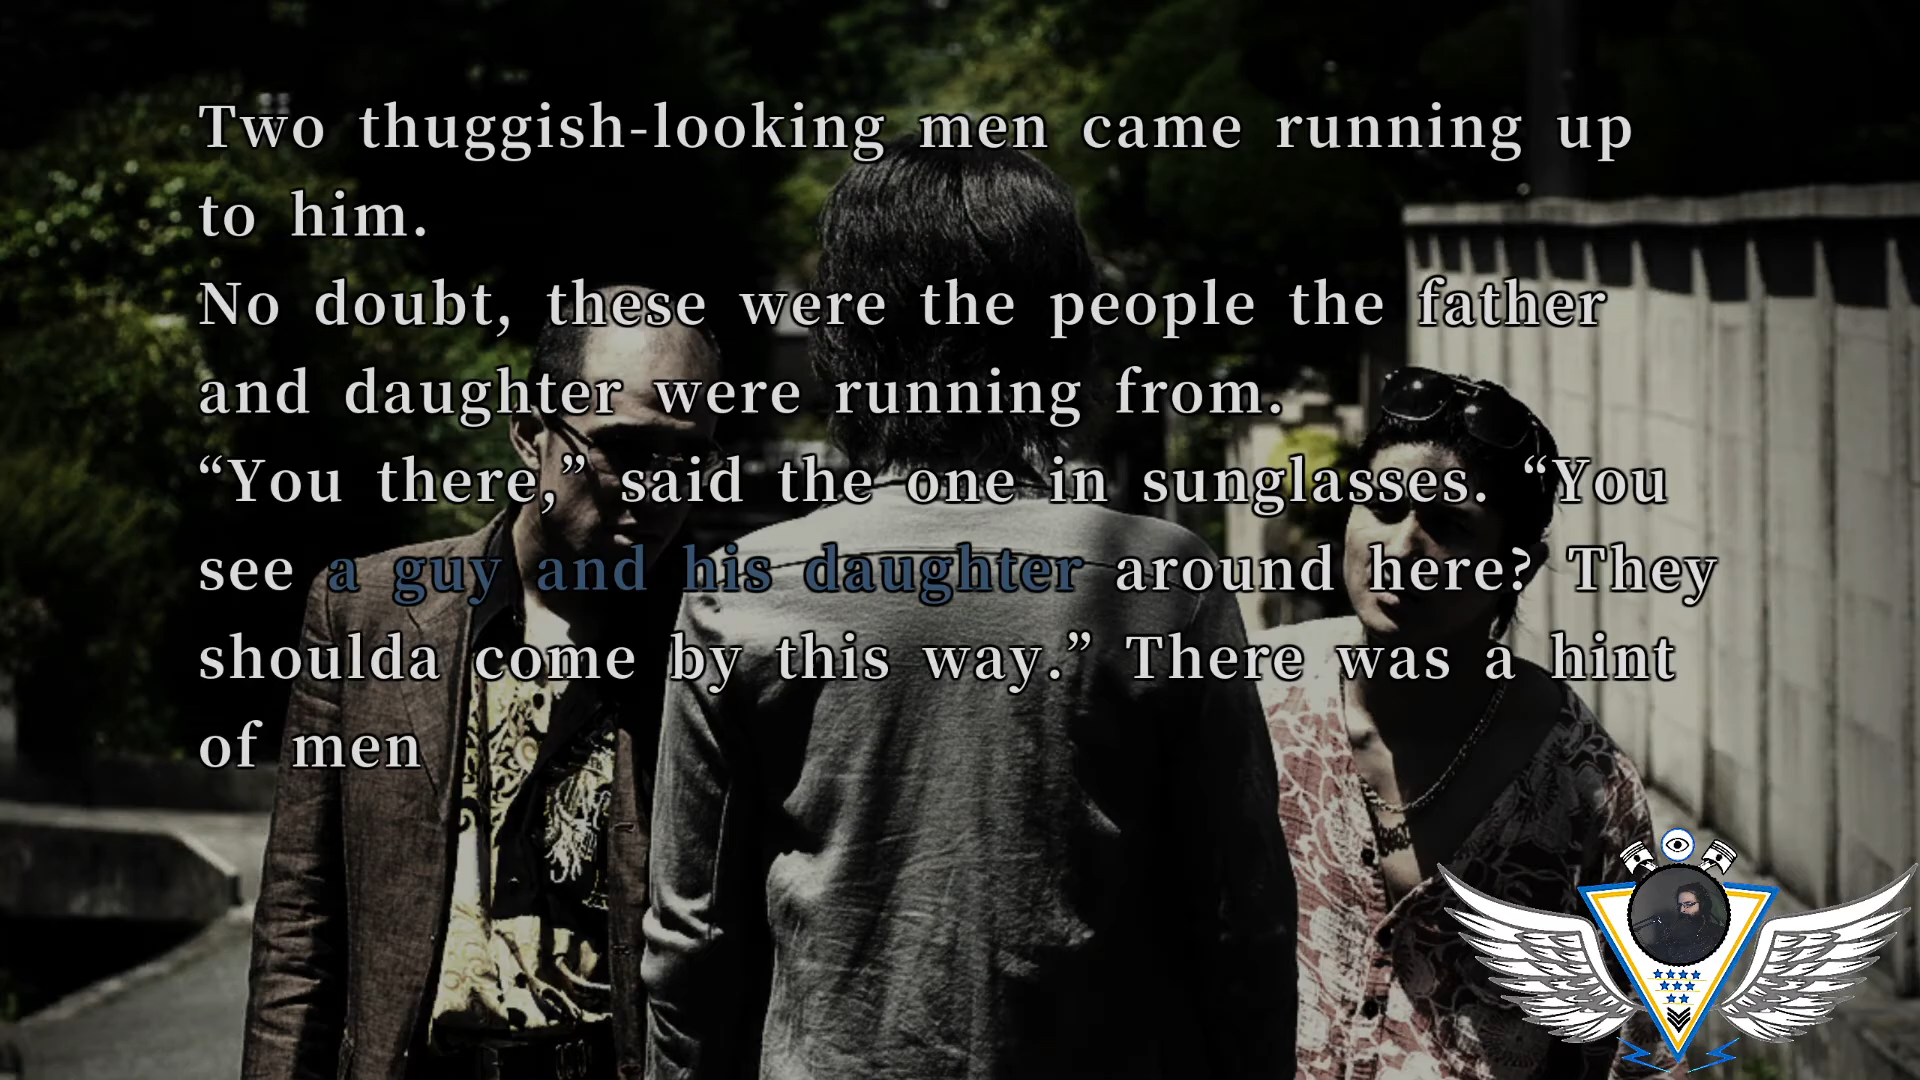 Two thuggish-looking men came running up
to him.
No doubt, these were the people the father
and daughter were running from.
“You there,” said the one in sunglasses. “You
see a guy and his daughter around here? They
shoulda come by this way.” There was a hint
of men